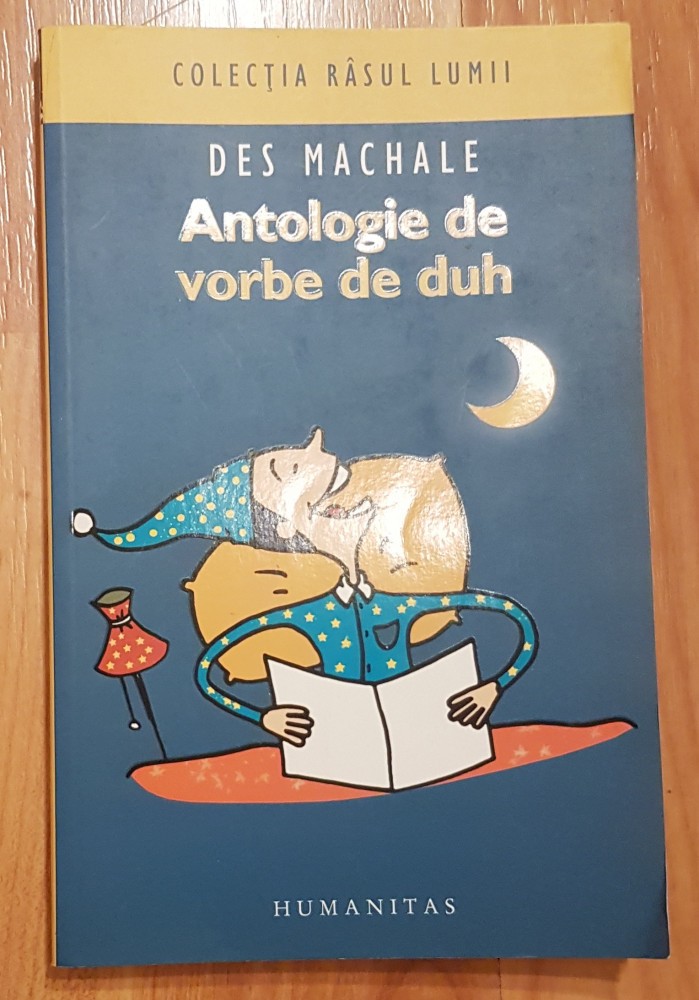 COLECŢIA RÂSUL LUMII
DES MACHALE
Antologie de
vorbe de duh
HUMANITAS